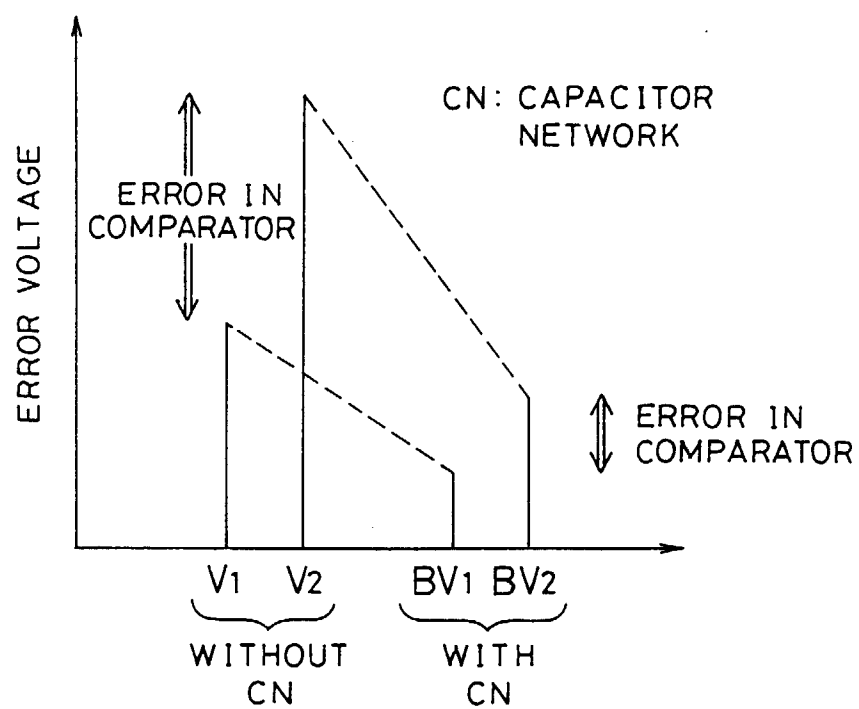 CN: CAPACITOR
NETWORK
ERROR VOLTAGE
ERROR IN
COMPARATOR
ERROR IN
COMPARATOR
V1 V2 BV1 BV2
WITHOUT
CN
WITH
CN